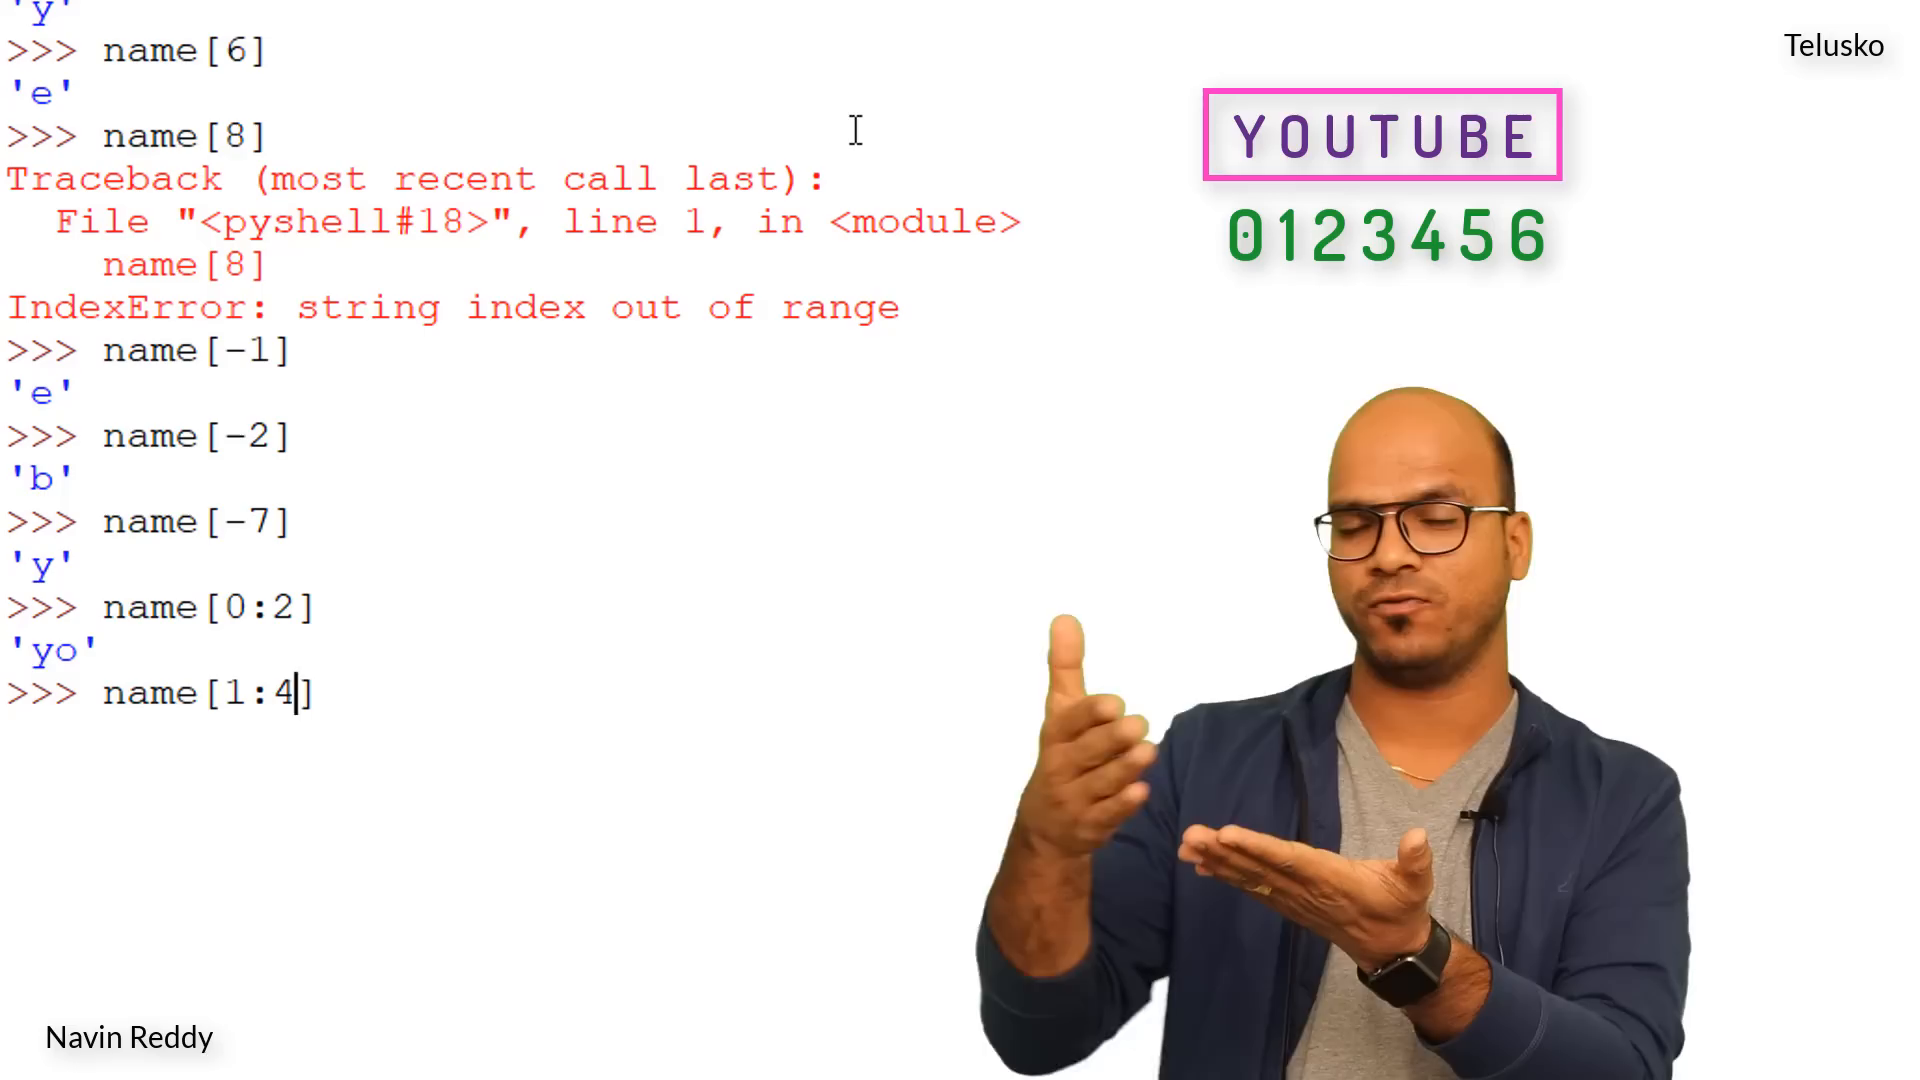 'y'
>>> name[6]
'e'
>>> name[8]
Traceback (most recent call last):
  File "<pyshell#18>", line 1, in <module>
    name[8]
IndexError: string index out of range
>>> name[-1]
'e'
>>> name[-2]
'b'
>>> name[-7]
'y'
>>> name[0:2]
'yo'
>>> name[1:4]
Telusko
YOUTUBE
0123456
Navin Reddy